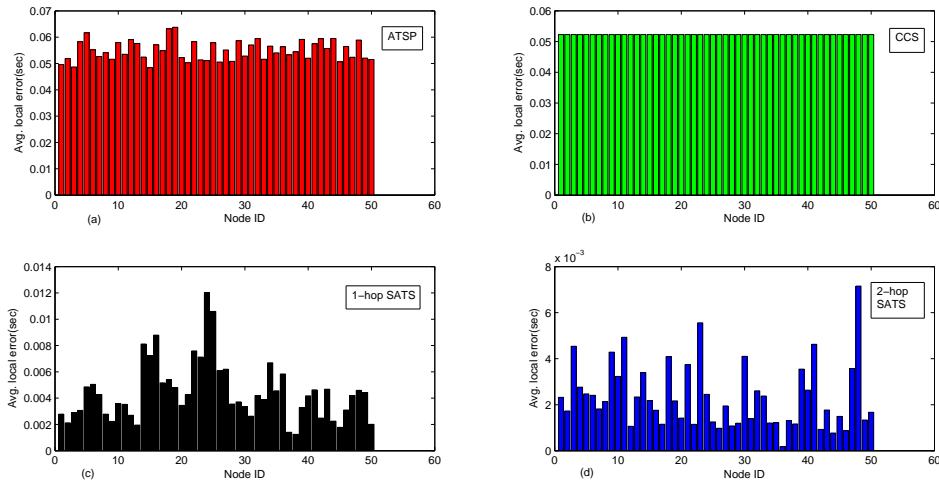 0.07
0.06
0.05
0.04
0.03
0.02
0.01
0
Avg. local error(sec)
ATSP
0 10 20 30 40 50 60
(a)
Node ID
0.06
0.05
0.04
0.03
0.02
0.01
0
Avg. local error(sec)
CCS
0 10 20 30 40 50 60
(b)
Node ID
0.014
0.012
0.01
0.008
0.006
0.004
0.002
0
Avg. local error(sec)
1−hop SATS
0 10 20 30 40 50 60
(c)
Node ID
8 x 10−3
6
4
2
0
Avg. local error(sec)
2−hop
SATS
0 10 20 30 40 50 60
(d)
Node ID